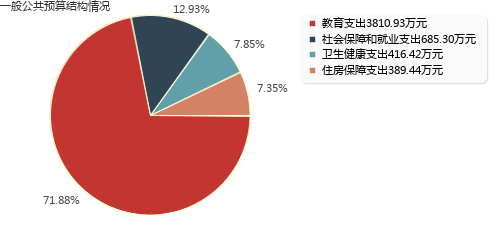 一般公共预算结构情况
12.93%
7.85%
7.35%
71.88%
教育支出3810.93万元
社会保障和就业支出685.30万元
卫生健康支出416.42万元
住房保障支出389.44万元